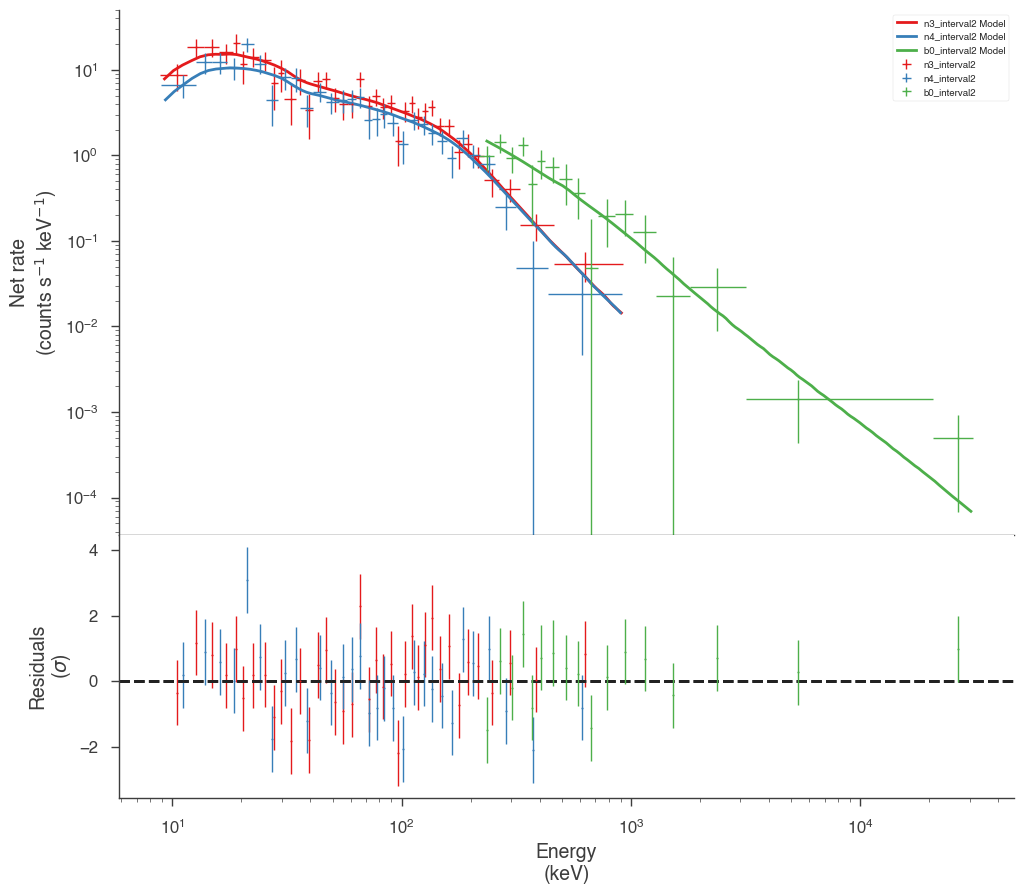 n3_interval2 Model
n4_interval2 Model
b0_interval2 Model
n3_interval2
n4_interval2
b0_interval2
10¹
10⁰
10⁻¹
10⁻²
10⁻³
10⁻⁴
Net rate
(counts s⁻¹ keV⁻¹)
4
2
0
−2
Residuals
(σ)
10¹ 10² 10³ 10⁴
Energy
(keV)